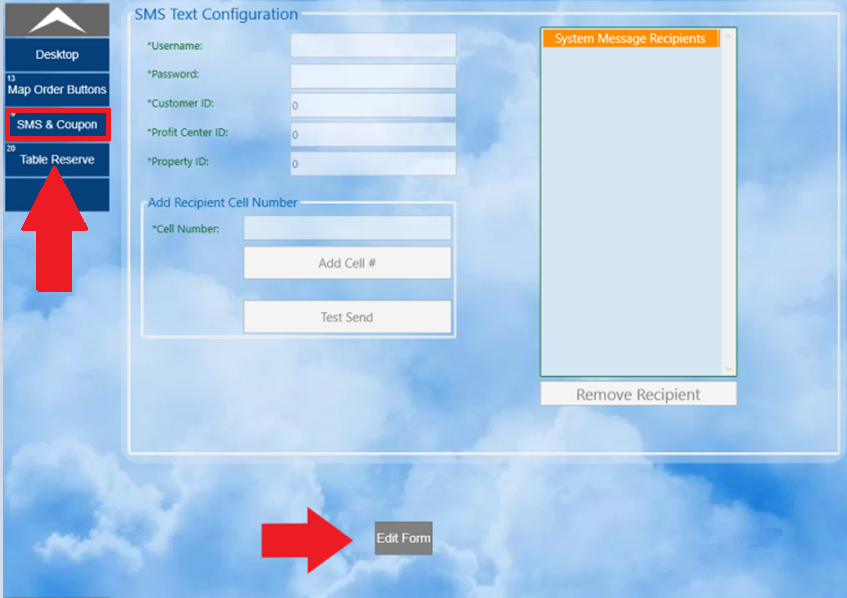 Desktop
13
Map Order Buttons
SMS & Coupon
20
Table Reserve
SMS Text Configuration
*Username:
*Password:
*Customer ID: 0
*Profit Center ID: 0
*Property ID: 0
Add Recipient Cell Number
*Cell Number:
Add Cell #
Test Send
System Message Recipients
Remove Recipient
Edit Form